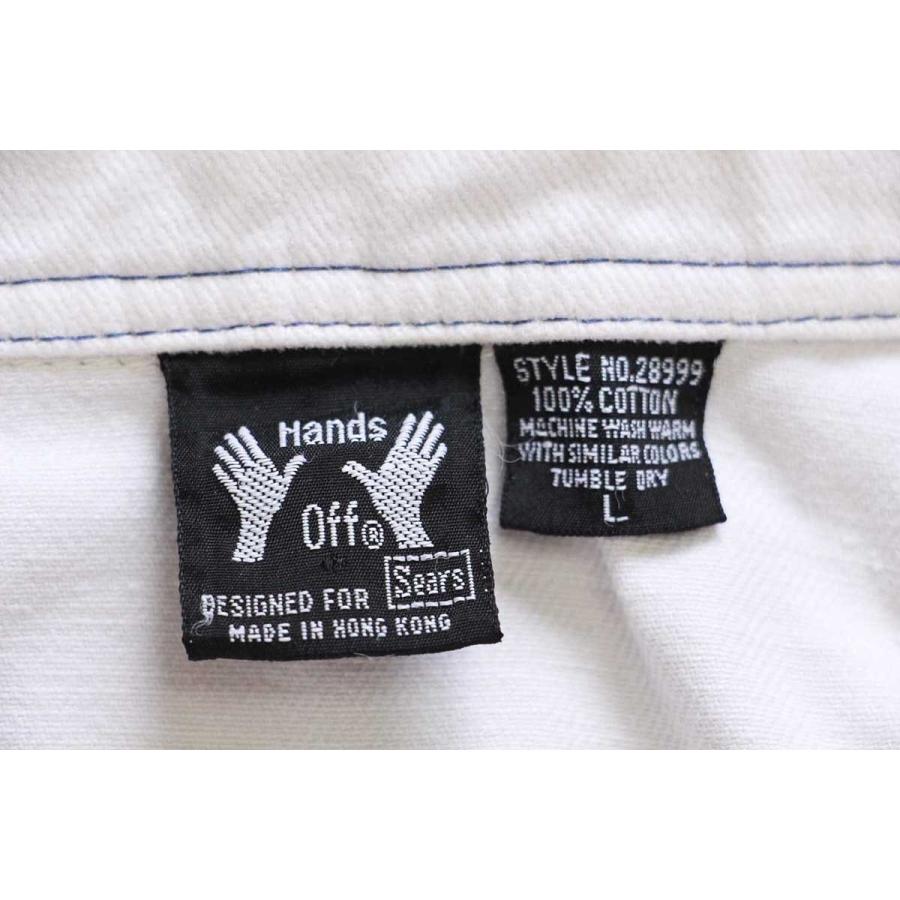 Hands
Off®
DESIGNED FOR Sears
MADE IN HONG KONG
STYLE NO.28999
100% COTTON
MACHINE WASH WARM
WITH SIMILAR COLORS
TUMBLE DRY
L